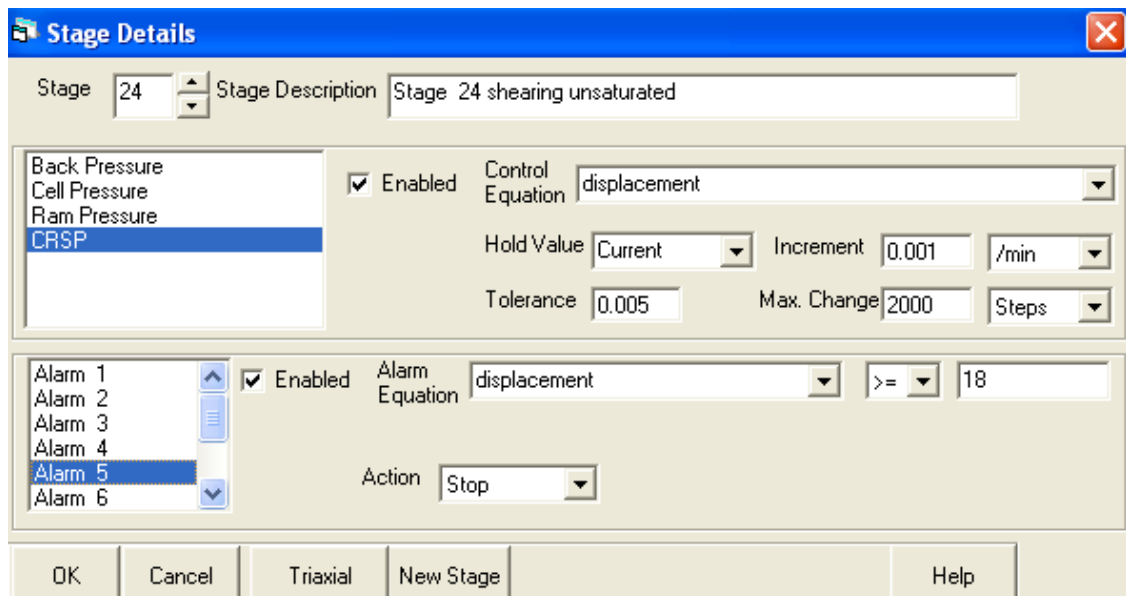 Stage Details
Stage 24 Stage Description Stage  24 shearing unsaturated
Back Pressure
Cell Pressure
Ram Pressure
CRSP
Enabled
Control Equation displacement
Hold Value Current Increment 0.001 /min
Tolerance 0.005 Max. Change 2000 Steps
Alarm 1
Alarm 2
Alarm 3
Alarm 4
Alarm 5
Alarm 6
Enabled
Alarm Equation displacement >= 18
Action Stop
OK Cancel Triaxial New Stage Help